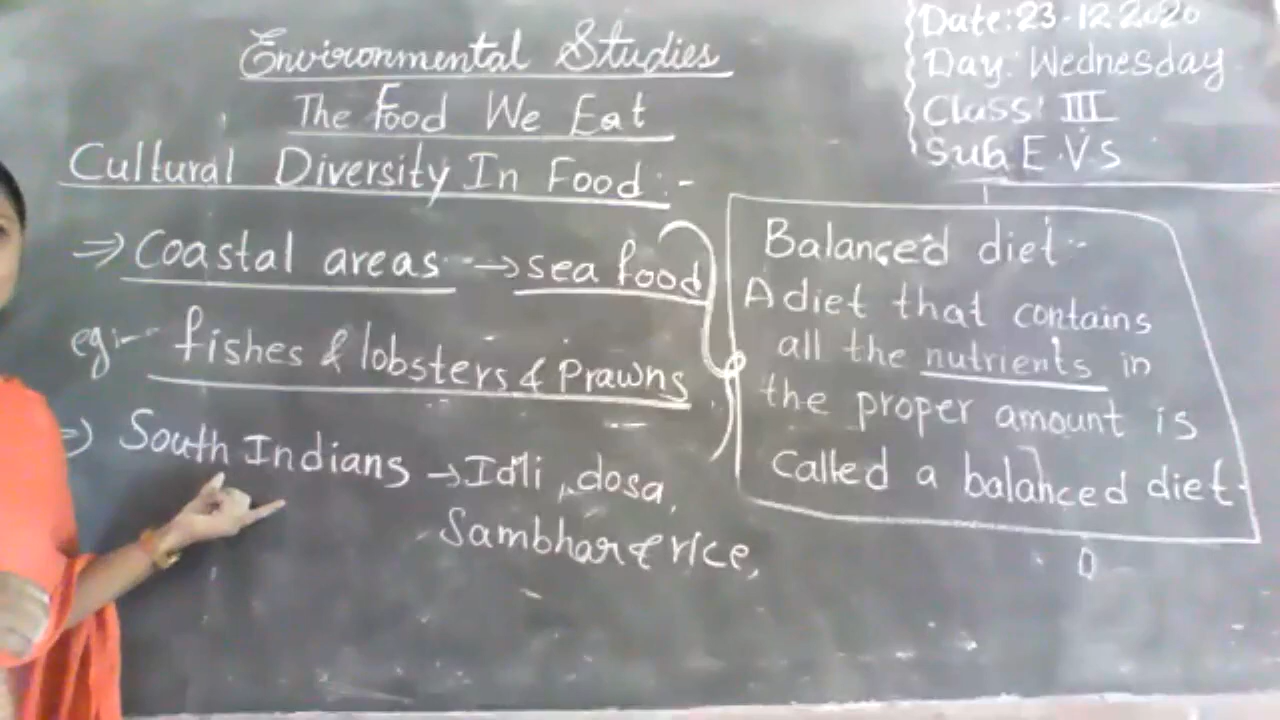 Environmental Studies
The Food We Eat
Cultural Diversity In Food :-
⇒ Coastal areas → sea food
eg:- fishes & lobsters & Prawns
⇒ South Indians → Idli, dosa,
Sambhar & rice,
Date: 23-12 2020
Day: Wednesday
Class: III
Sub E.V.s
Balanced diet:-
A diet that contains
all the nutrients in
the proper amount is
called a balanced diet.